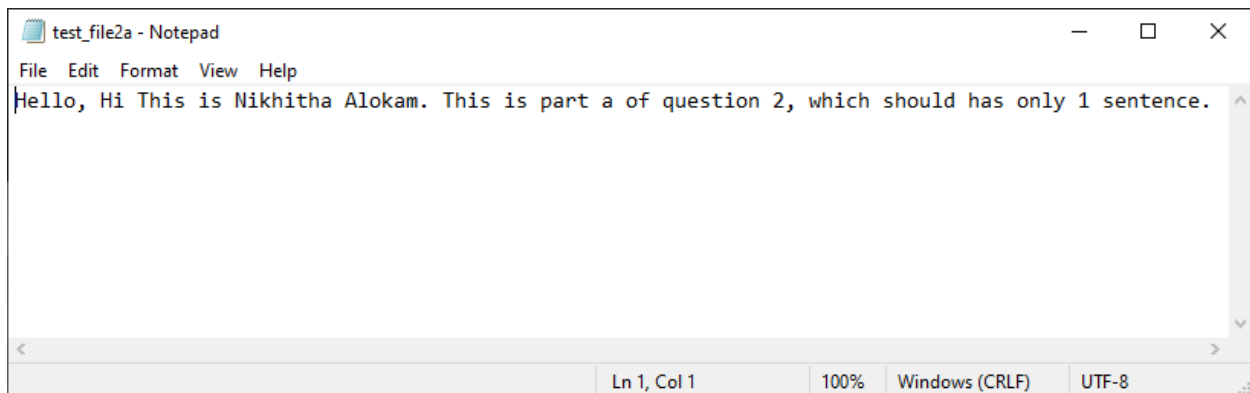 test_file2a - Notepad
File Edit Format View Help
Hello, Hi This is Nikhitha Alokam. This is part a of question 2, which should has only 1 sentence.
Ln 1, Col 1 100% Windows (CRLF) UTF-8